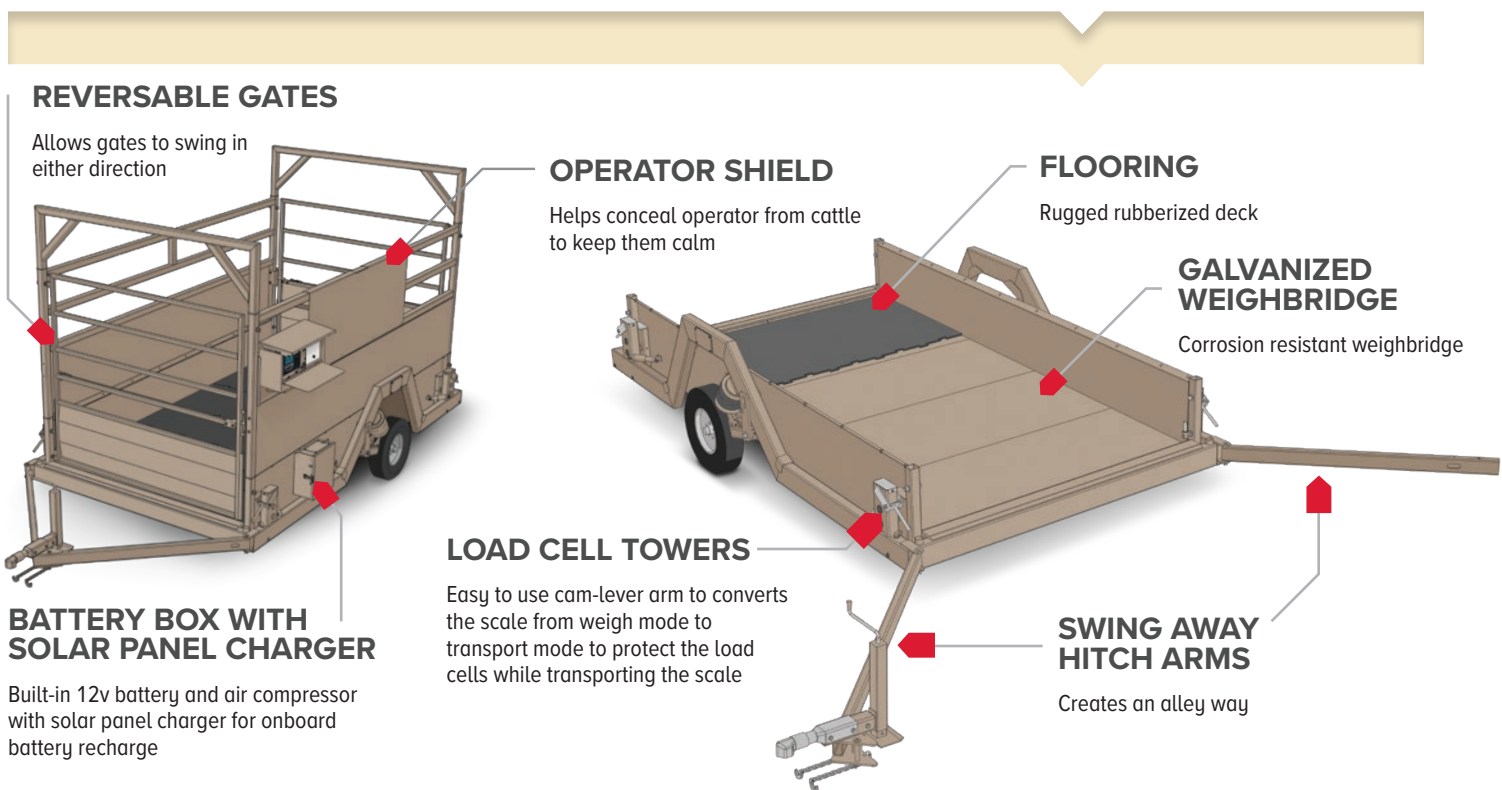 REVERSABLE GATES
Allows gates to swing in
either direction
OPERATOR SHIELD
Helps conceal operator from cattle
to keep them calm
FLOORING
Rugged rubberized deck
GALVANIZED
WEIGHBRIDGE
Corrosion resistant weighbridge
LOAD CELL TOWERS
Easy to use cam-lever arm to converts
the scale from weigh mode to
transport mode to protect the load
cells while transporting the scale
BATTERY BOX WITH
SOLAR PANEL CHARGER
Built-in 12v battery and air compressor
with solar panel charger for onboard
battery recharge
SWING AWAY
HITCH ARMS
Creates an alley way